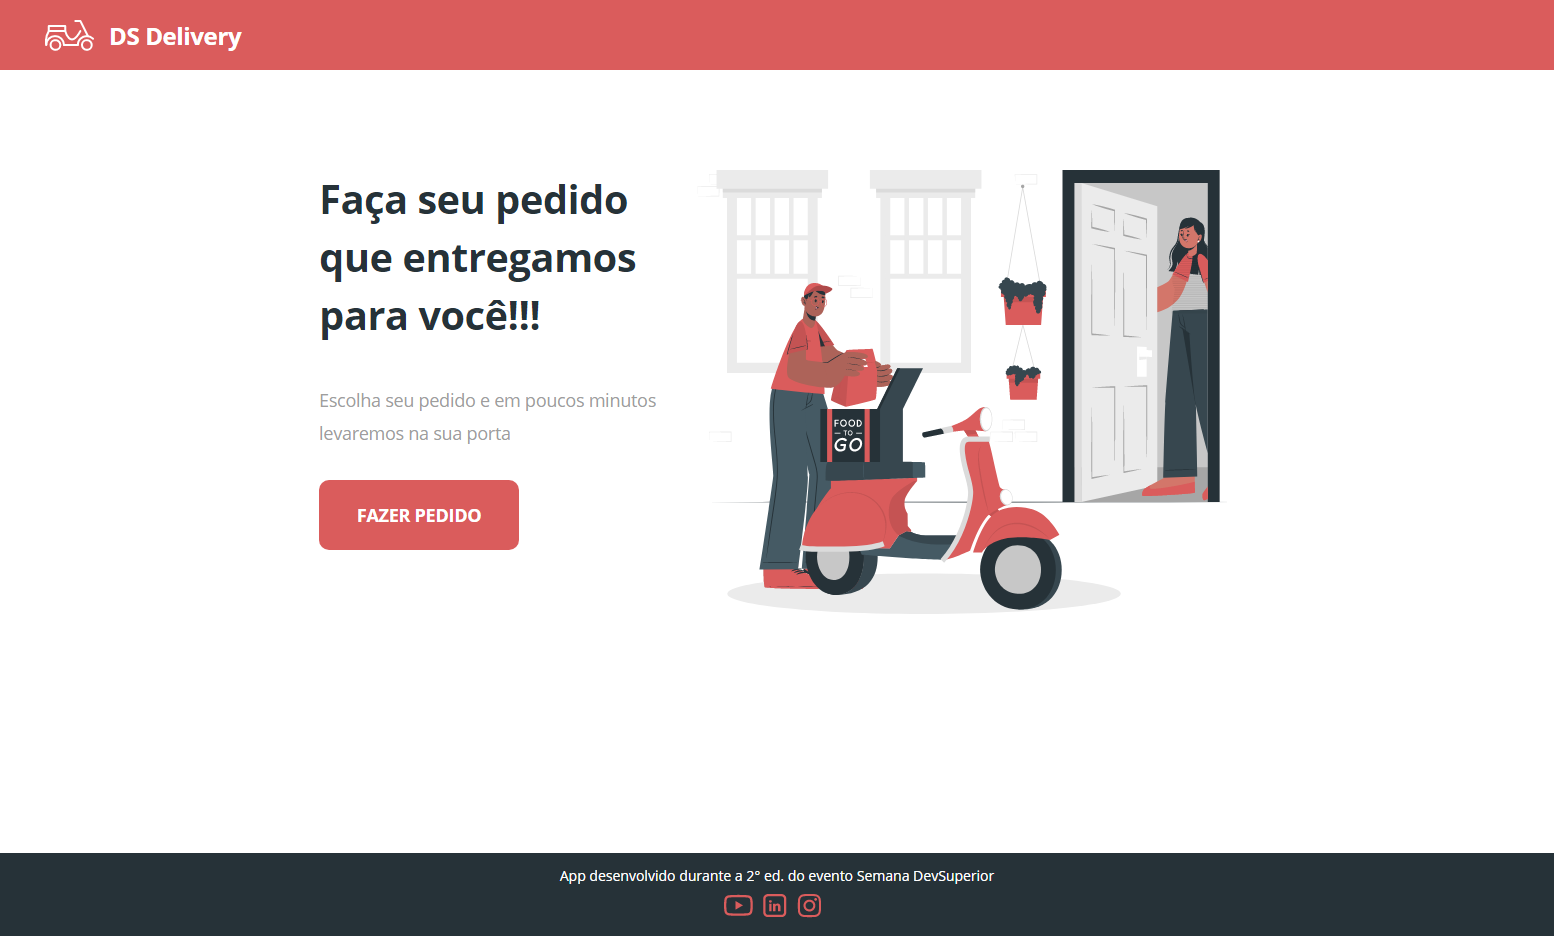 DS Delivery
Faça seu pedido
que entregamos
para você!!!
Escolha seu pedido e em poucos minutos
levaremos na sua porta
FAZER PEDIDO
FOOD
TO
GO
App desenvolvido durante a 2° ed. do evento Semana DevSuperior
in